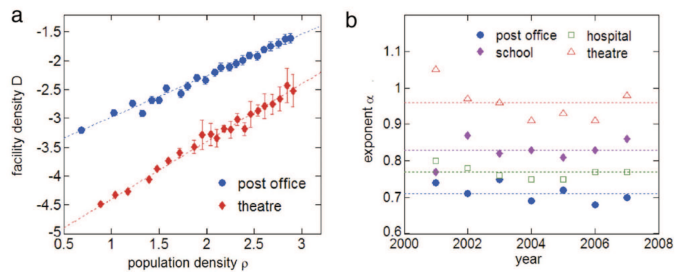 a
-1.5
-2
-2.5
-3
-3.5
-4
-4.5
-5
facility density D
0.5 1 1.5 2 2.5 3
population density ρ
post office
theatre
b
post office hospital
school theatre
1.1
1
0.9
0.8
0.7
0.6
exponent α
2000 2002 2004 2006 2008
year